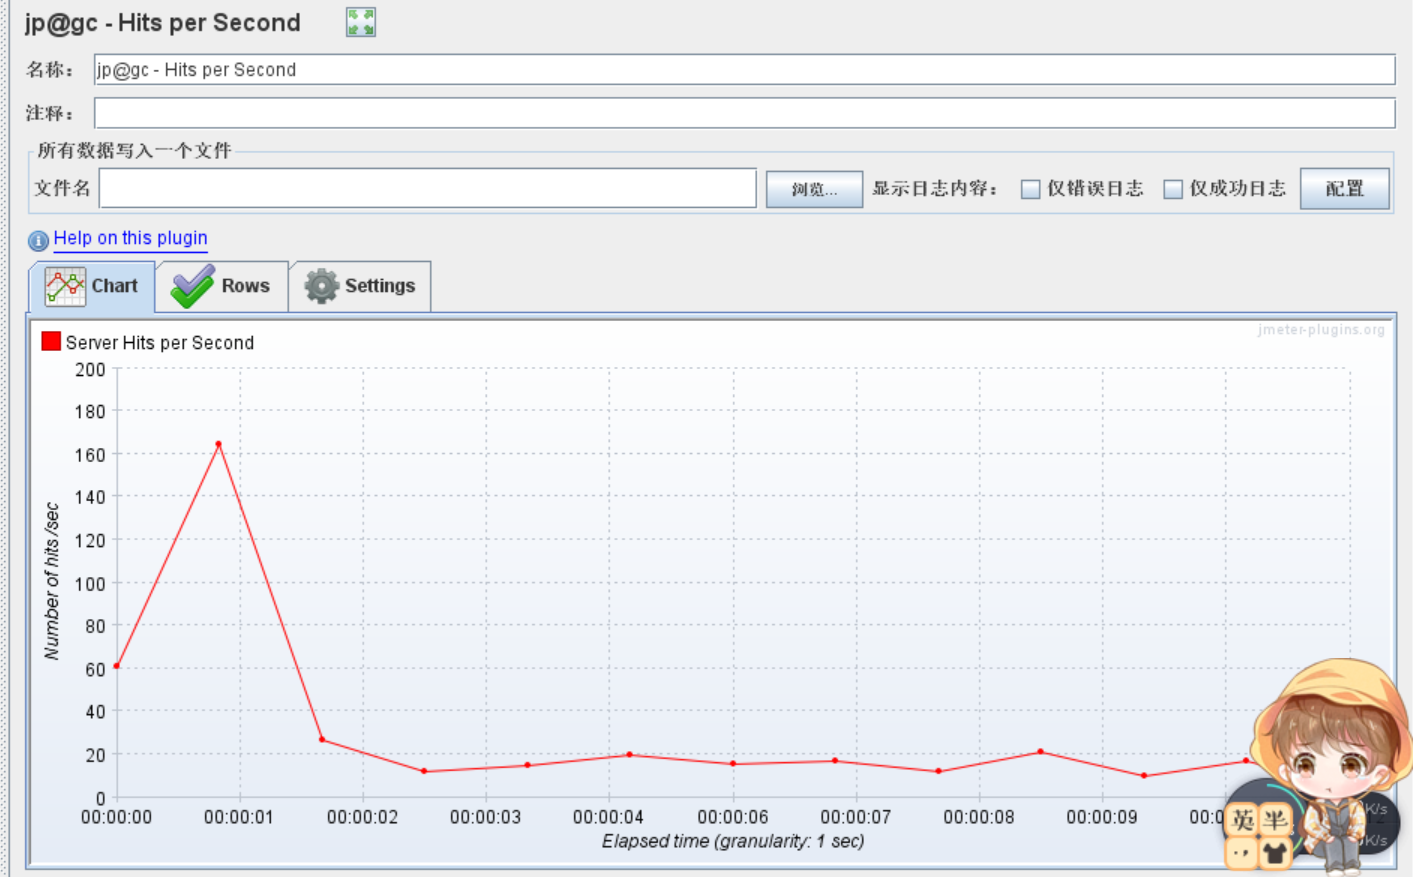 jp@gc - Hits per Second
名称： jp@gc - Hits per Second
注释：
所有数据写入一个文件
文件名 浏览... 显示日志内容： 仅错误日志 仅成功日志 配置
Help on this plugin
Chart Rows Settings
jmeter-plugins.org
Server Hits per Second
200
180
160
140
120
100
80
60
40
20
0
Number of hits/sec
00:00:00 00:00:01 00:00:02 00:00:03 00:00:04 00:00:06 00:00:07 00:00:08 00:00:09
Elapsed time (granularity: 1 sec)
英 半
K/s
K/s